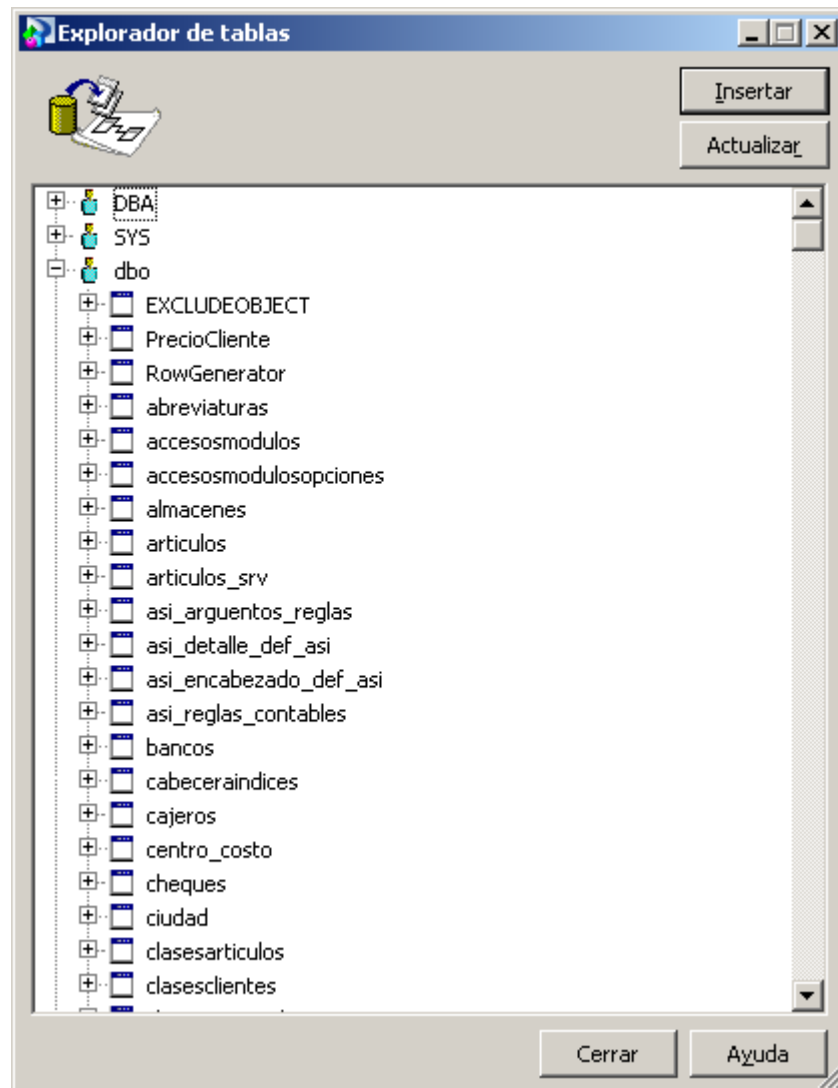 Explorador de tablas
Insertar
Actualizar
DBA
SYS
dbo
EXCLUDEOBJECT
PrecioCliente
RowGenerator
abreviaturas
accesosmodulos
accesosmodulosopciones
almacenes
articulos
articulos_srv
asi_arguentos_reglas
asi_detalle_def_asi
asi_encabezado_def_asi
asi_reglas_contables
bancos
cabeceraindices
cajeros
centro_costo
cheques
ciudad
clasesarticulos
clasesclientes
Cerrar
Ayuda